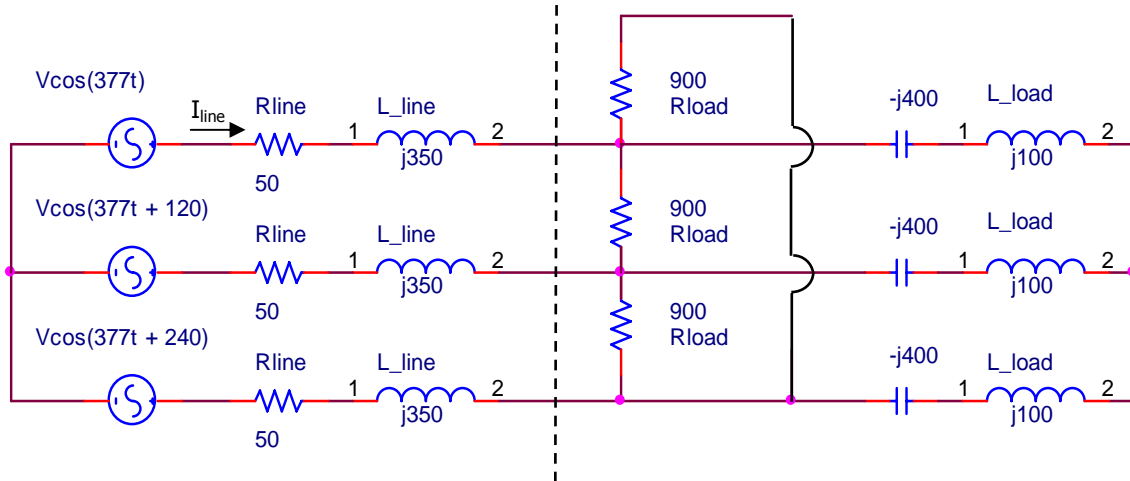 Vcos(377t)
I_line
Rline
L_line
1
2
50
j350
900
Rload
-j400
L_load
1
2
j100
Vcos(377t + 120)
Rline
L_line
1
2
50
j350
900
Rload
-j400
L_load
1
2
j100
Vcos(377t + 240)
Rline
L_line
1
2
50
j350
900
Rload
-j400
L_load
1
2
j100